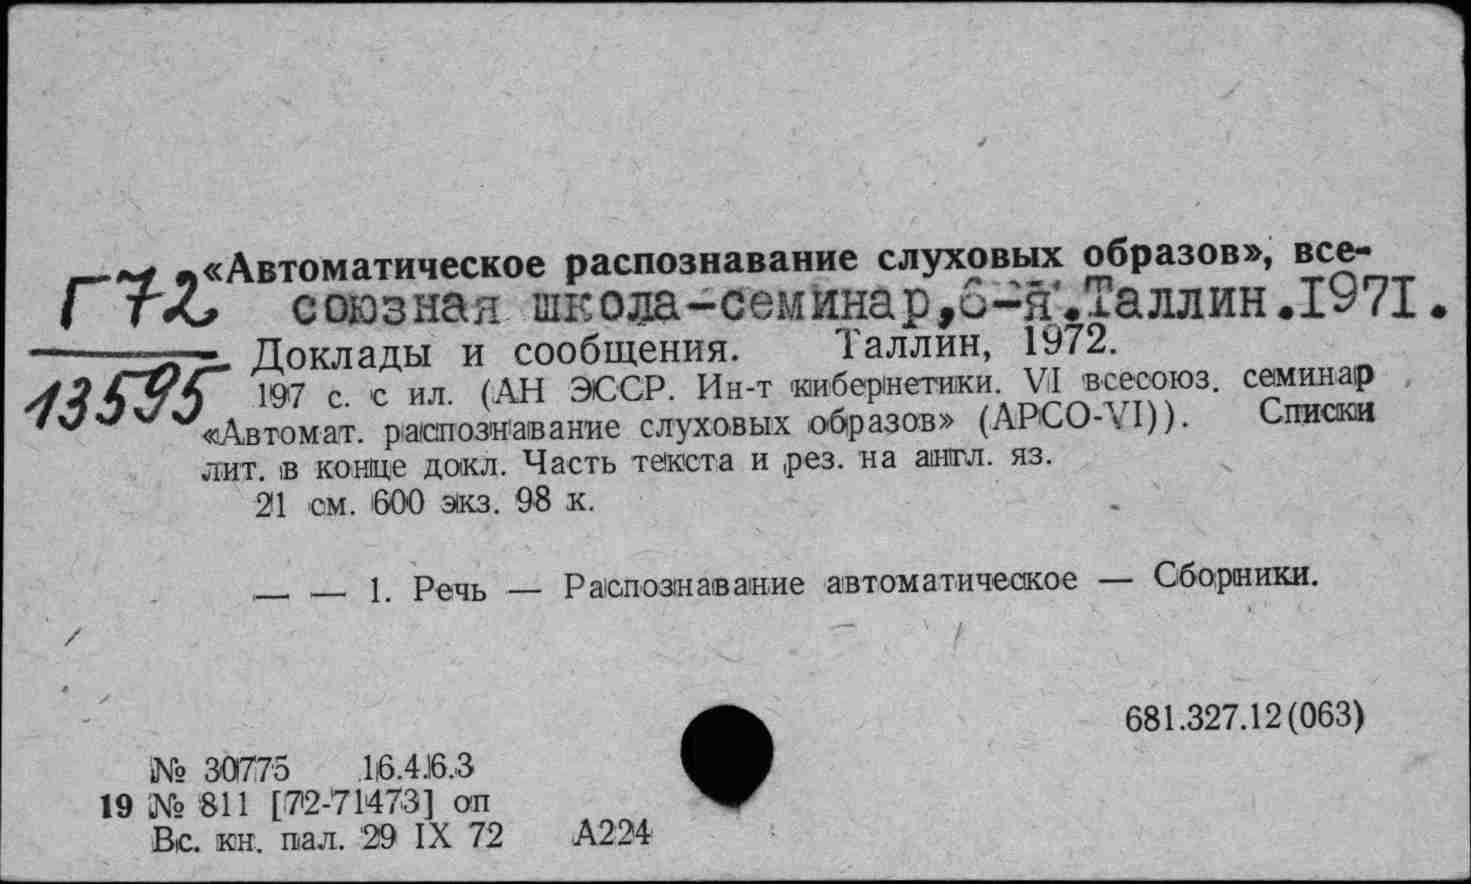 «Автоматическое распознавание слуховых образов», все-
Г72 союзная школа-семинар,6-я.Таллин.1971.
Доклады и сообщения. Таллин, 1972.
13595 197 с. с ил. (АН ЭССР. Ин-т кибернетики. VI всесоюз. семинар
«Автомат. распознавание слуховых образов» (АРСО-VI)). Списки
лит. в конце докл. Часть текста и рез. на англ. яз.
21 см. 600 экз. 98 к.
— — 1. Речь — Распознавание автоматическое — Сборники.
681.327.12(063)
№ 30775 16.4.6.3
19 № 811 [72-71473] оп
Вс. кн. пал. 29 IX 72 А224